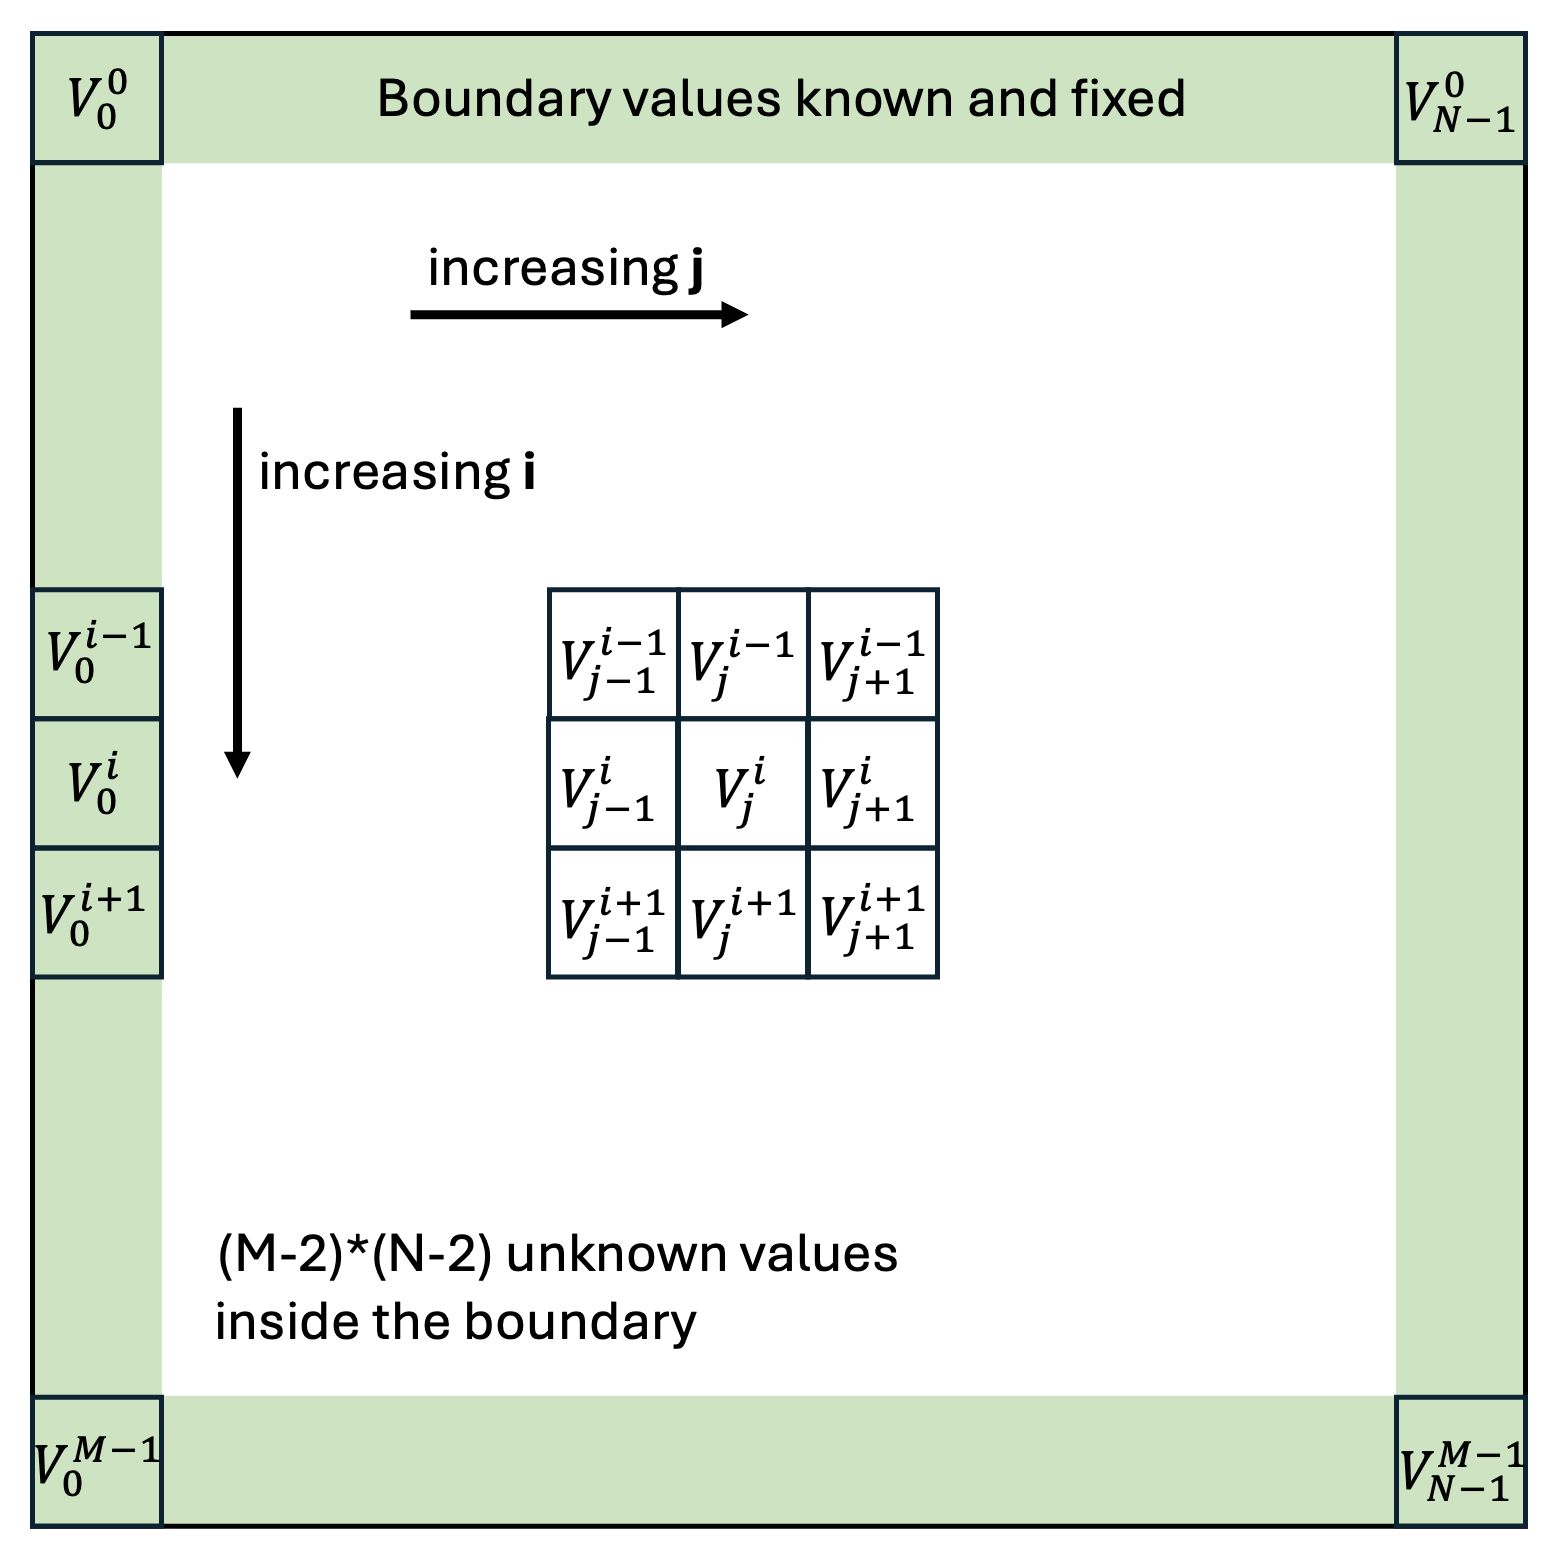 $V_0^0$ Boundary values known and fixed $V_{N-1}^0$
increasing j
increasing i
$V_0^{i-1}$ $V_{j-1}^{i-1}$ $V_j^{i-1}$ $V_{j+1}^{i-1}$
$V_0^i$ $V_{j-1}^i$ $V_j^i$ $V_{j+1}^i$
$V_0^{i+1}$ $V_{j-1}^{i+1}$ $V_j^{i+1}$ $V_{j+1}^{i+1}$
(M-2)*(N-2) unknown values
inside the boundary
$V_0^{M-1}$ $V_{N-1}^{M-1}$